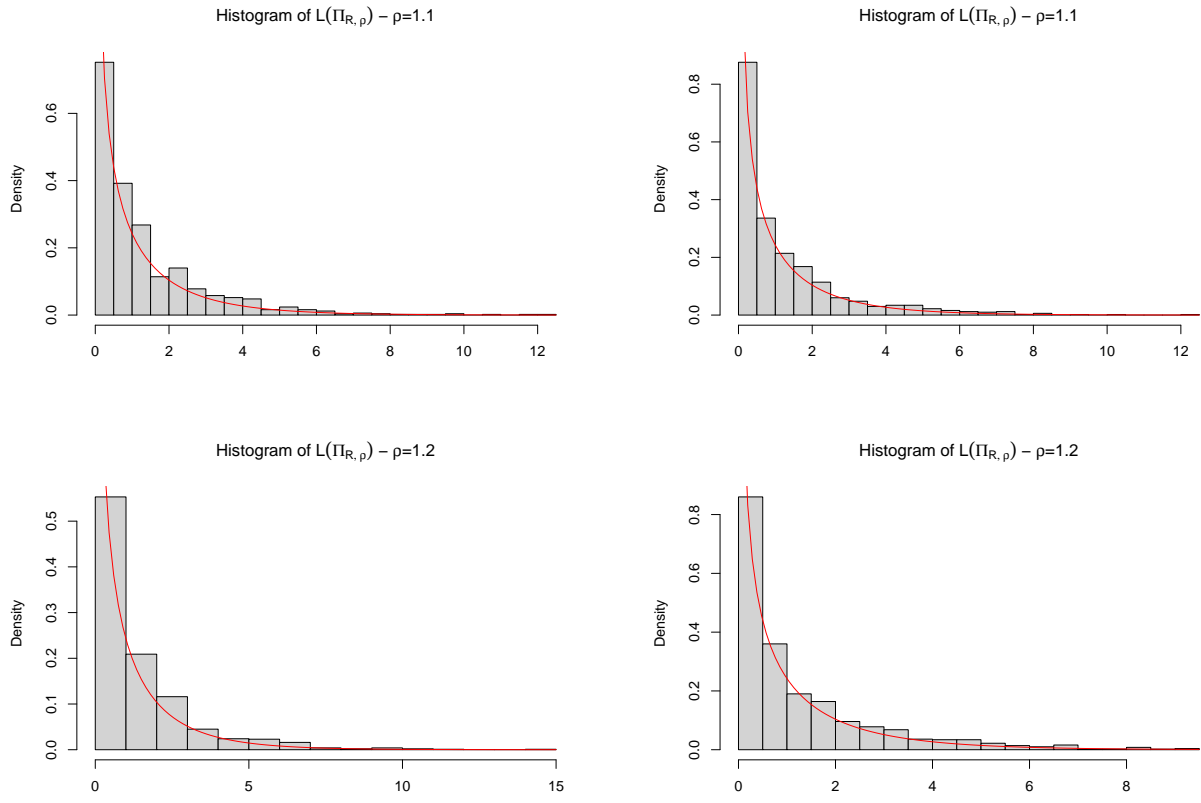 Histogram of L(Π_R, ρ) − ρ=1.1
Density
0.0 0.2 0.4 0.6
0 2 4 6 8 10 12
Histogram of L(Π_R, ρ) − ρ=1.1
Density
0.0 0.2 0.4 0.6 0.8
0 2 4 6 8 10 12
Histogram of L(Π_R, ρ) − ρ=1.2
Density
0.0 0.1 0.2 0.3 0.4 0.5
0 5 10 15
Histogram of L(Π_R, ρ) − ρ=1.2
Density
0.0 0.2 0.4 0.6 0.8
0 2 4 6 8